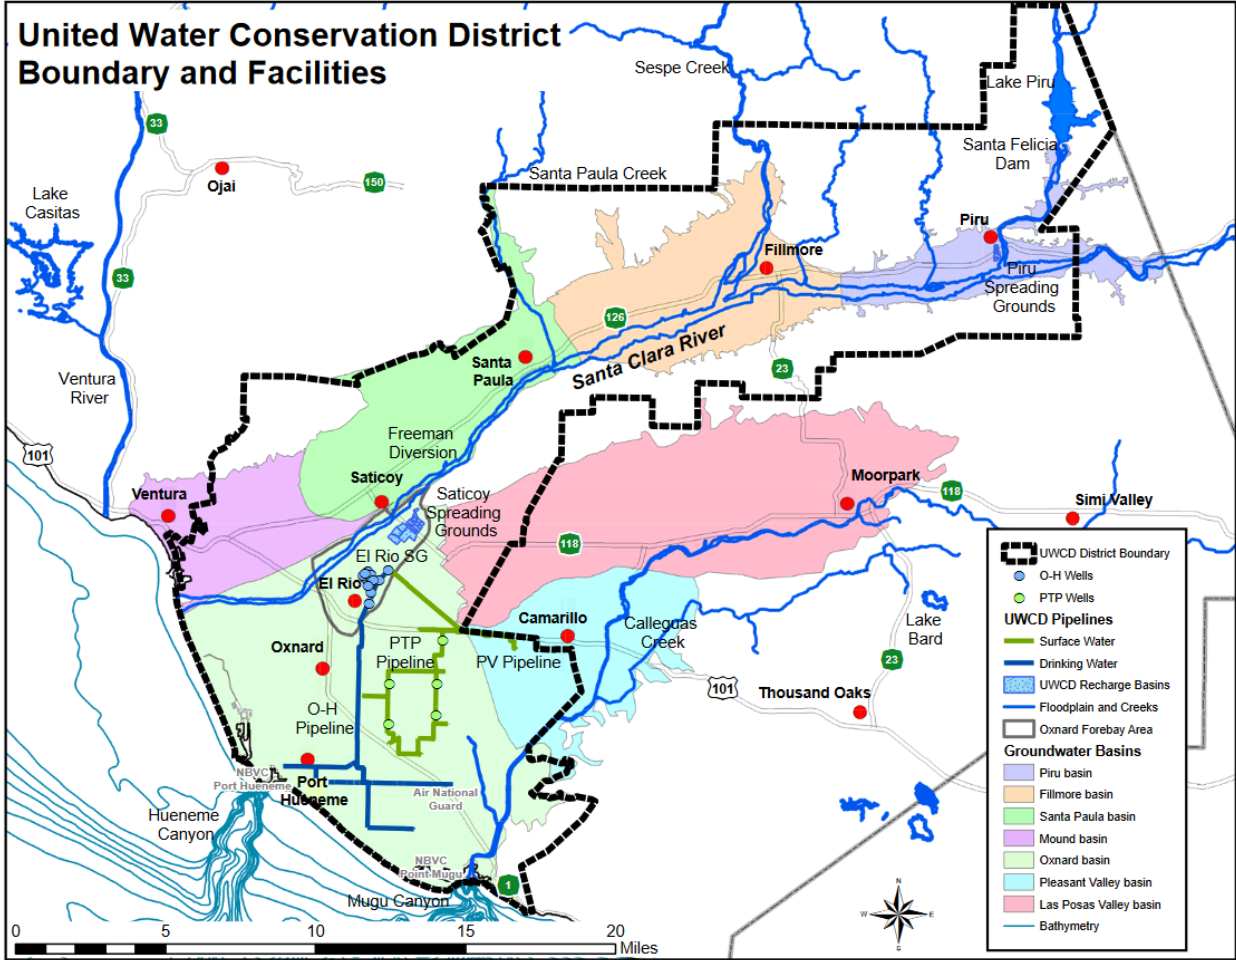 United Water Conservation District
Boundary and Facilities
Sespe Creek
Lake Piru
33
Santa Felicia
Dam
Ojai
150
Santa Paula Creek
Lake
Casitas
Piru
Fillmore
33
Piru
Spreading
Grounds
126
Santa Clara River
Santa
Paula
23
Ventura
River
Freeman
Diversion
101
Saticoy
Moorpark
Ventura
Saticoy
Spreading
Grounds
118
Simi Valley
118
El Rio SG
El Rio
Camarillo
Calleguas
Creek
Lake
Bard
Oxnard
PTP
Pipeline
PV Pipeline
23
101
Thousand Oaks
O-H
Pipeline
NBVC
Port Hueneme
Port
Hueneme
Air National
Guard
Hueneme
Canyon
NBVC
Point Mugu
1
Mugu Canyon
UWCD District Boundary
O-H Wells
PTP Wells
UWCD Pipelines
Surface Water
Drinking Water
UWCD Recharge Basins
Floodplain and Creeks
Oxnard Forebay Area
Groundwater Basins
Piru basin
Fillmore basin
Santa Paula basin
Mound basin
Oxnard basin
Pleasant Valley basin
Las Posas Valley basin
Bathymetry
N
W E
S
0 5 10 15 20
Miles